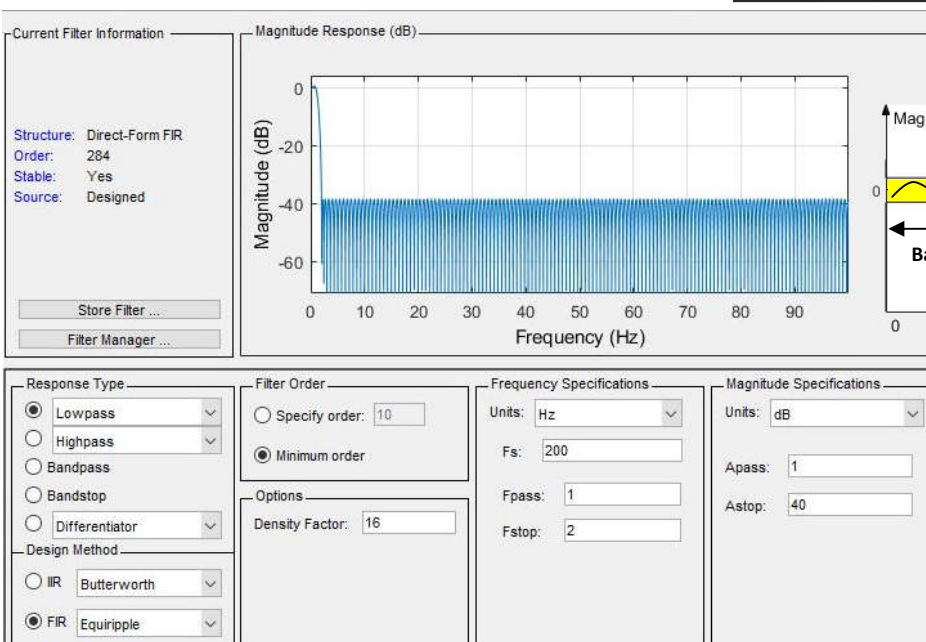 Current Filter Information
Structure: Direct-Form FIR
Order: 284
Stable: Yes
Source: Designed
Store Filter ...
Filter Manager ...
Magnitude Response (dB)
0
-20
-40
-60
Magnitude (dB)
0 10 20 30 40 50 60 70 80 90
Frequency (Hz)
Mag
0
Ba
0
Response Type
Lowpass
Highpass
Bandpass
Bandstop
Differentiator
Design Method
IIR Butterworth
FIR Equiripple
Filter Order
Specify order: 10
Minimum order
Options
Density Factor: 16
Frequency Specifications
Units: Hz
Fs: 200
Fpass: 1
Fstop: 2
Magnitude Specifications
Units: dB
Apass: 1
Astop: 40